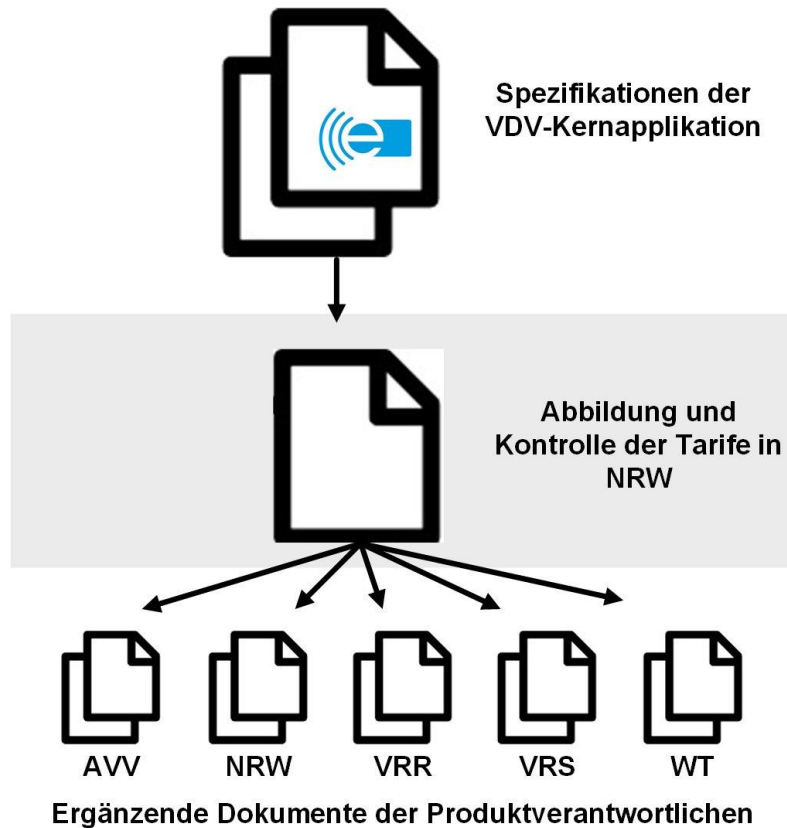 Spezifikationen der
VDV-Kernapplikation
Abbildung und
Kontrolle der Tarife in
NRW
AVV
NRW
VRR
VRS
WT
Ergänzende Dokumente der Produktverantwortlichen